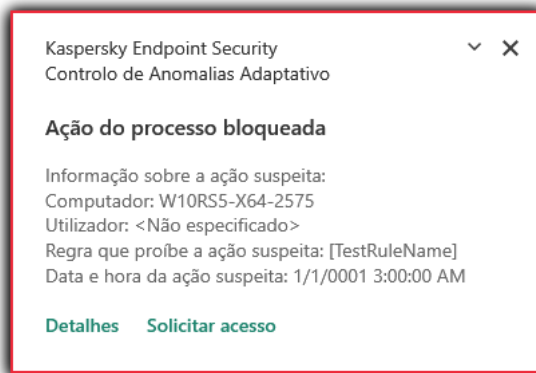 Kaspersky Endpoint Security
Controlo de Anomalias Adaptativo
Ação do processo bloqueada
Informação sobre a ação suspeita:
Computador: W10RS5-X64-2575
Utilizador: <Não especificado>
Regra que proíbe a ação suspeita: [TestRuleName]
Data e hora da ação suspeita: 1/1/0001 3:00:00 AM
Detalhes Solicitar acesso